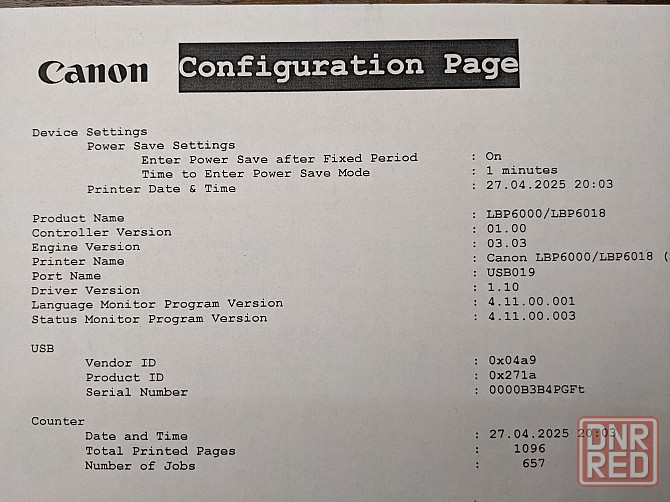 Canon Configuration Page
Device Settings
Power Save Settings
Enter Power Save after Fixed Period : On
Time to Enter Power Save Mode : 1 minutes
Printer Date & Time : 27.04.2025 20:03
Product Name : LBP6000/LBP6018
Controller Version : 01.00
Engine Version : 03.03
Printer Name : Canon LBP6000/LBP6018 (
Port Name : USB019
Driver Version : 1.10
Language Monitor Program Version : 4.11.00.001
Status Monitor Program Version : 4.11.00.003
USB
Vendor ID : 0x04a9
Product ID : 0x271a
Serial Number : 0000B3B4PGFt
Counter
Date and Time : 27.04.2025 20:03
Total Printed Pages : 1096
Number of Jobs : 657
DNR
RED